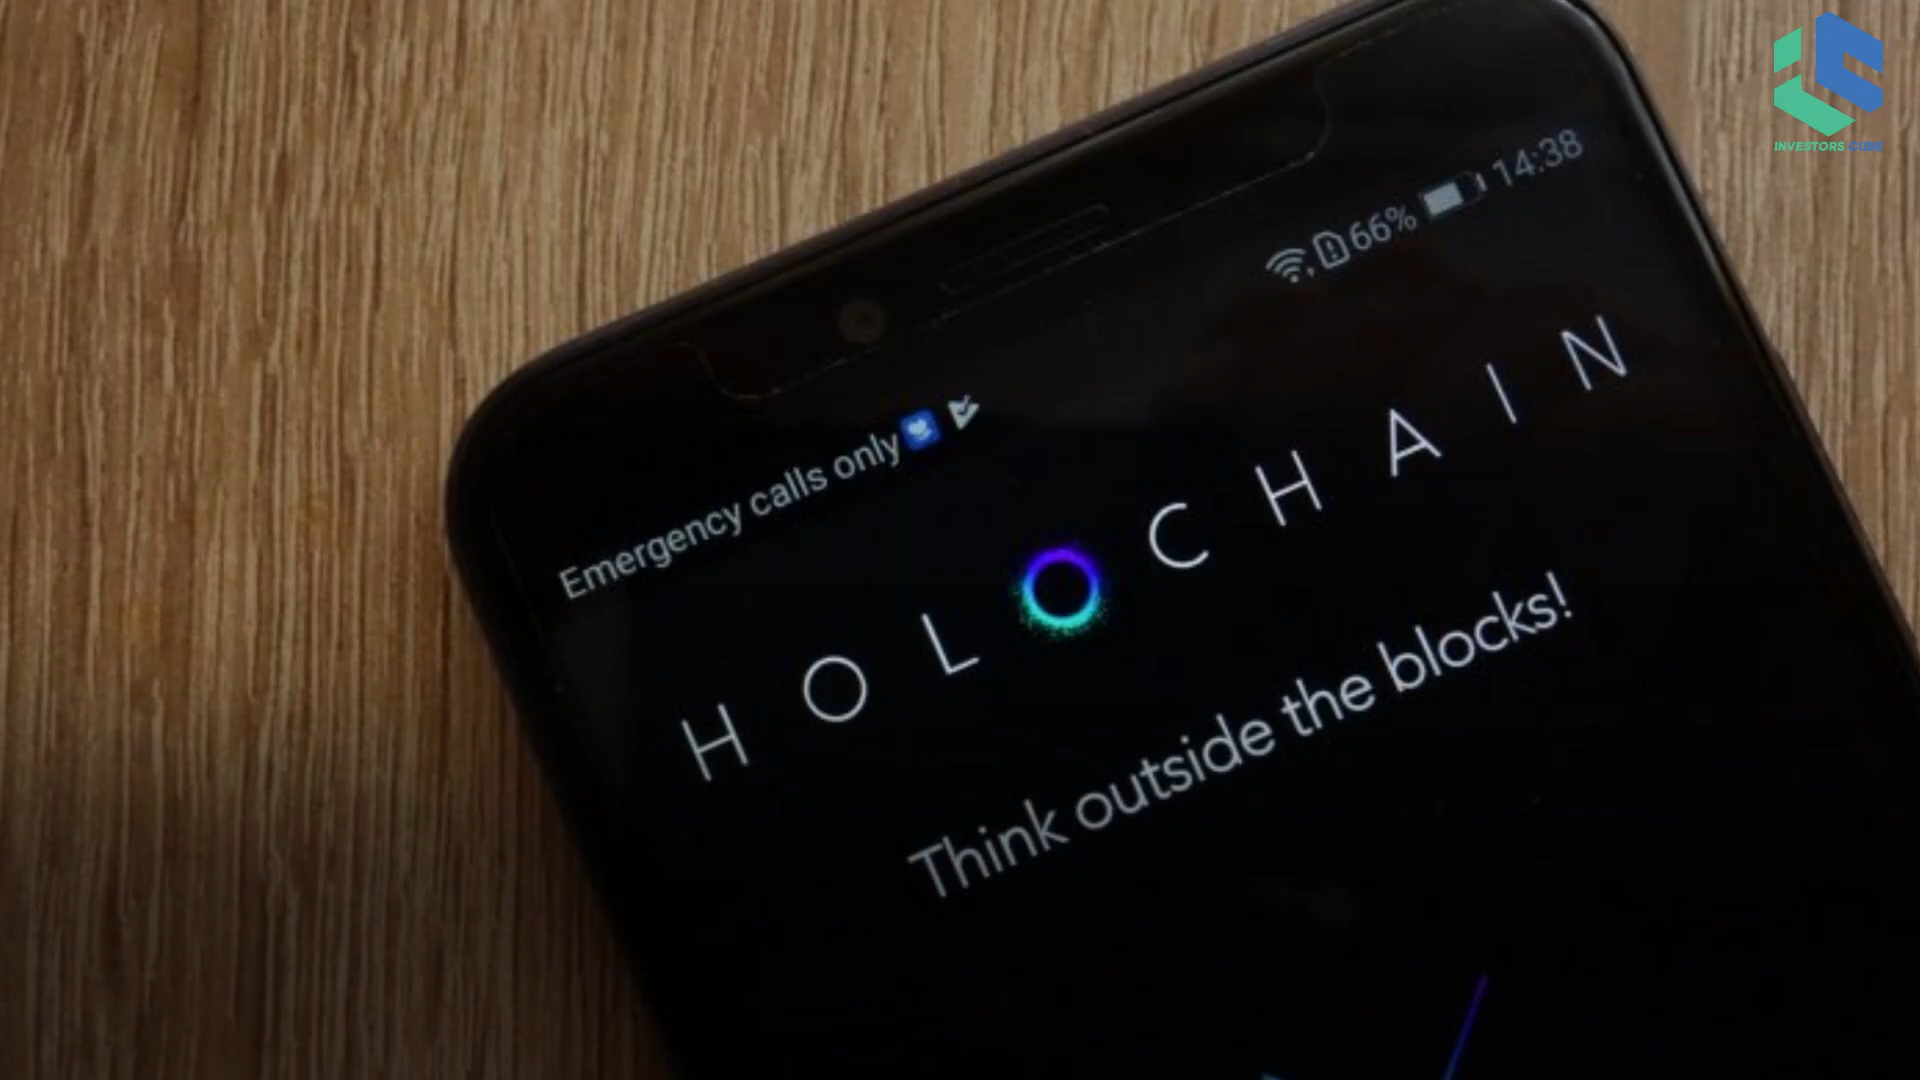 INVESTORS CUBE
66% 14:38
Emergency calls only
HOLOCHAIN
Think outside the blocks!